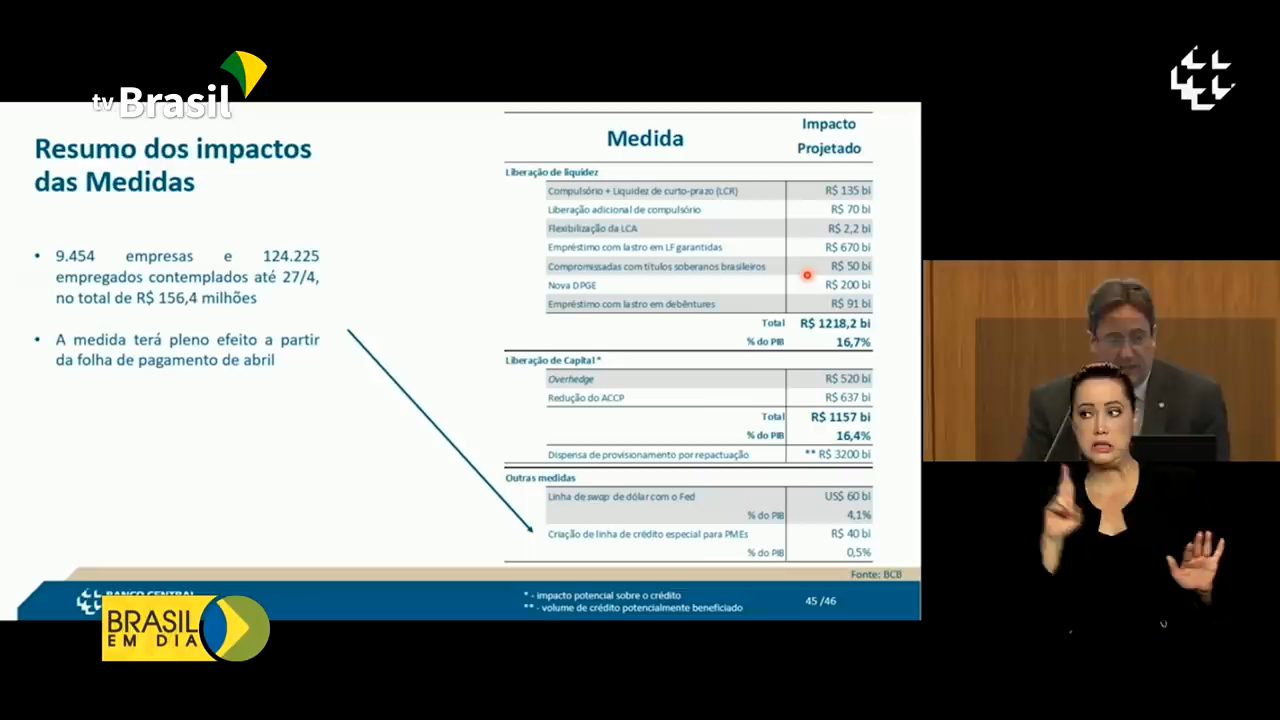 tv Brasil
Resumo dos impactos
das Medidas
• 9.454 empresas e 124.225
empregados contemplados até 27/4,
no total de R$ 156,4 milhões
• A medida terá pleno efeito a partir
da folha de pagamento de abril
Medida Impacto
Projetado
Liberação de liquidez
Compulsório + Liquidez de curto-prazo (LCR) R$ 135 bi
Liberação adicional de compulsório R$ 70 bi
Flexibilização da LCA R$ 2,2 bi
Empréstimo com lastro em LF garantidas R$ 670 bi
Compromissadas com títulos soberanos brasileiros R$ 50 bi
Nova DPGE R$ 200 bi
Empréstimo com lastro em debêntures R$ 91 bi
Total R$ 1218,2 bi
% do PIB 16,7%
Liberação de Capital *
Overhedge R$ 520 bi
Redução do ACCP R$ 637 bi
Total R$ 1157 bi
% do PIB 16,4%
Dispensa de provisionamento por repactuação ** R$ 3200 bi
Outras medidas
Linha de swap de dólar com o Fed US$ 60 bi
% do PIB 4,1%
Criação de linha de crédito especial para PMEs R$ 40 bi
% do PIB 0,5%
Fonte: BCB
BANCO CENTRAL
* - impacto potencial sobre o crédito
** - volume de crédito potencialmente beneficiado
45 /46
BRASIL
EM DIA